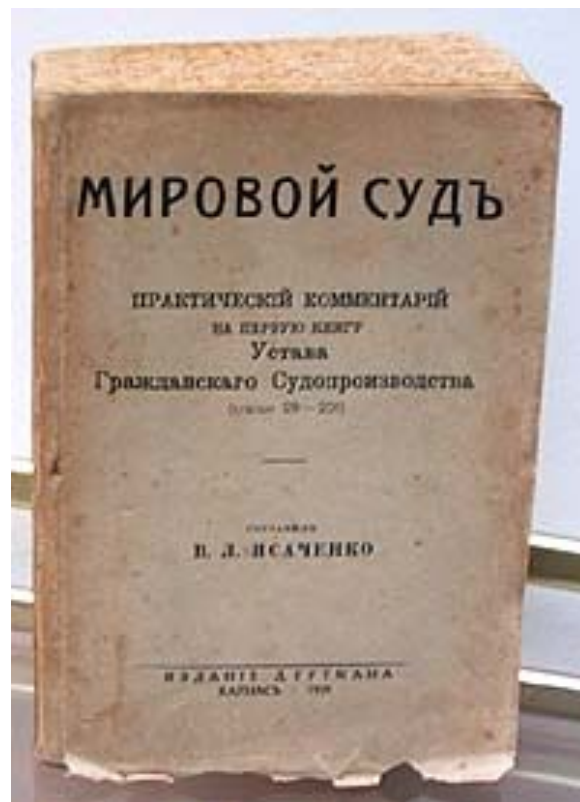 МИРОВОЙ СУДЪ
ПРАКТИЧЕСКІЙ КОММЕНТАРІЙ
НА ПЕРВУЮ КНИГУ
Устава
Гражданскаго Судопроизводства
СОСТАВИЛЪ
В. Л. ИСАЧЕНКО
ИЗДАНІЕ